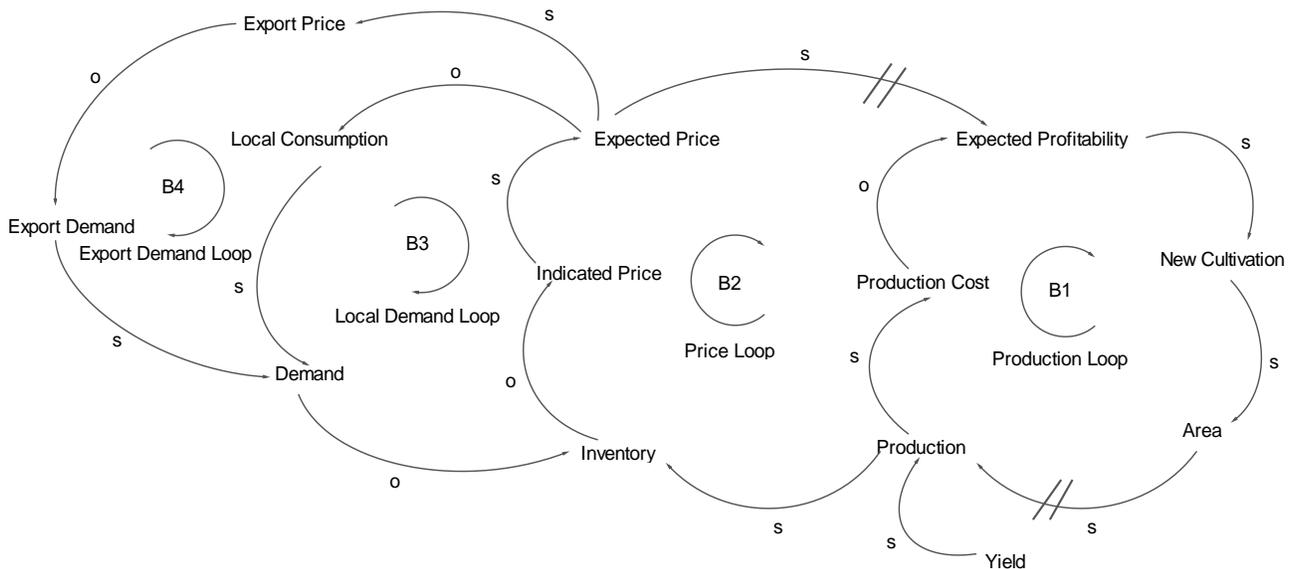 Export Price
s
s
o
o
Local Consumption
Expected Price
Expected Profitability
s
B4
s
o
Export Demand
Export Demand Loop
B3
Indicated Price
B2
Production Cost
B1
New Cultivation
s
Local Demand Loop
s
Price Loop
s
Production Loop
s
Demand
o
Inventory
Production
Area
o
s
s
s
Yield